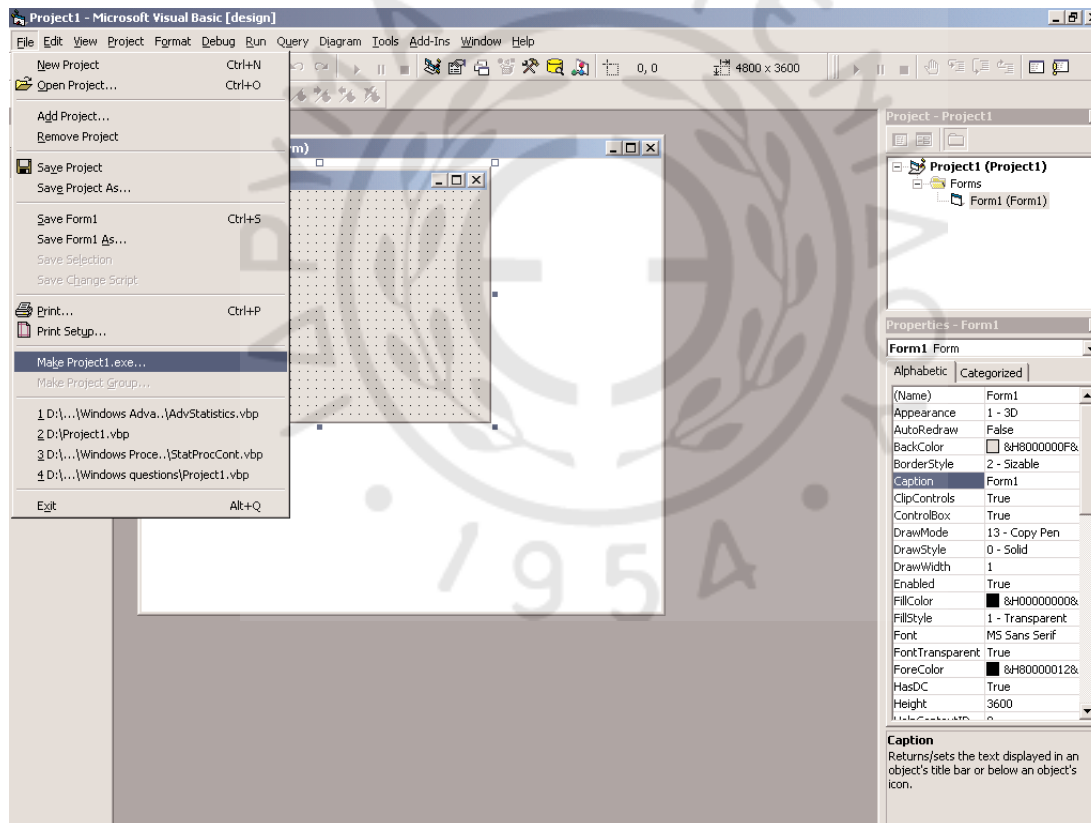 Project1 - Microsoft Visual Basic [design]
File Edit View Project Format Debug Run Query Diagram Tools Add-Ins Window Help
New Project Ctrl+N
0, 0 4800 x 3600
Open Project... Ctrl+O
Add Project...
Remove Project
Save Project
Save Project As...
Save Form1 Ctrl+S
Save Form1 As...
Save Selection
Save Change Script
Print... Ctrl+P
Print Setup...
Make Project1.exe...
Make Project Group...
1 D:\...\Windows Adva..\AdvStatistics.vbp
2 D:\Project1.vbp
3 D:\...\Windows Proce..\StatProcCont.vbp
4 D:\...\Windows questions\Project1.vbp
Exit Alt+Q
m)
Project - Project1
Project1 (Project1)
Forms
Form1 (Form1)
Properties - Form1
Form1 Form
Alphabetic Categorized
(Name) Form1
Appearance 1 - 3D
AutoRedraw False
BackColor &H8000000F&
BorderStyle 2 - Sizable
Caption Form1
ClipControls True
ControlBox True
DrawMode 13 - Copy Pen
DrawStyle 0 - Solid
DrawWidth 1
Enabled True
FillColor &H00000000&
FillStyle 1 - Transparent
Font MS Sans Serif
FontTransparent True
ForeColor &H80000012&
HasDC True
Height 3600
Caption
Returns/sets the text displayed in an
object's title bar or below an object's
icon.
1954